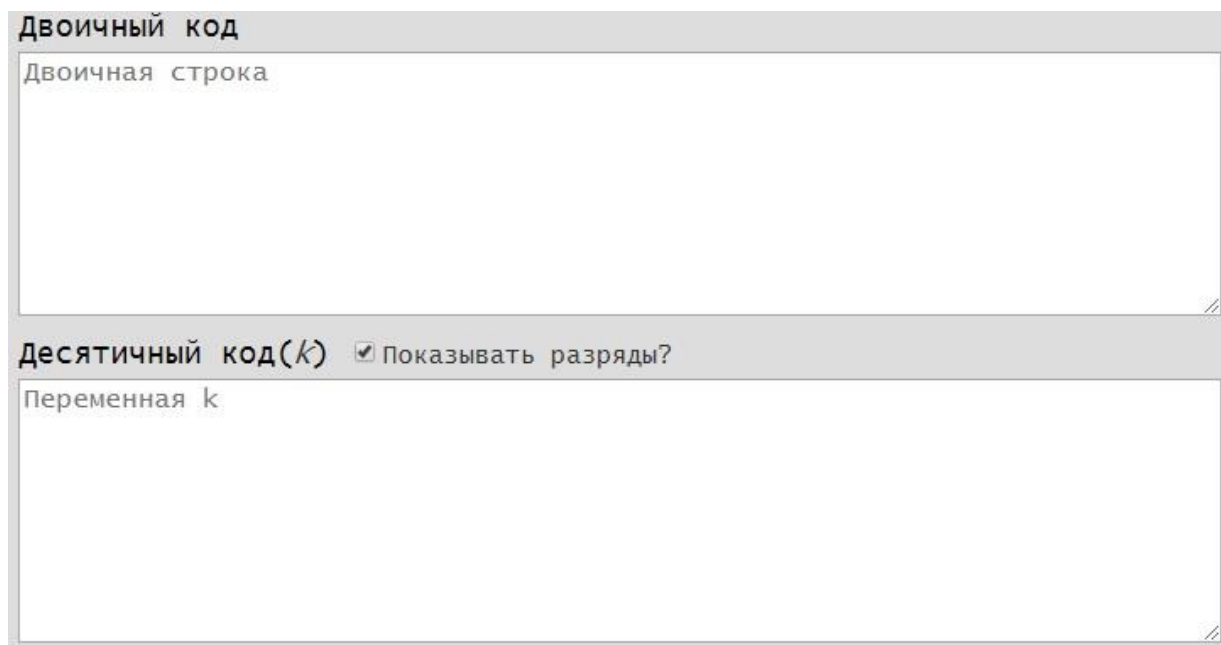 Двоичный код
Двоичная строка
Десятичный код(k) Показывать разряды?
Переменная k